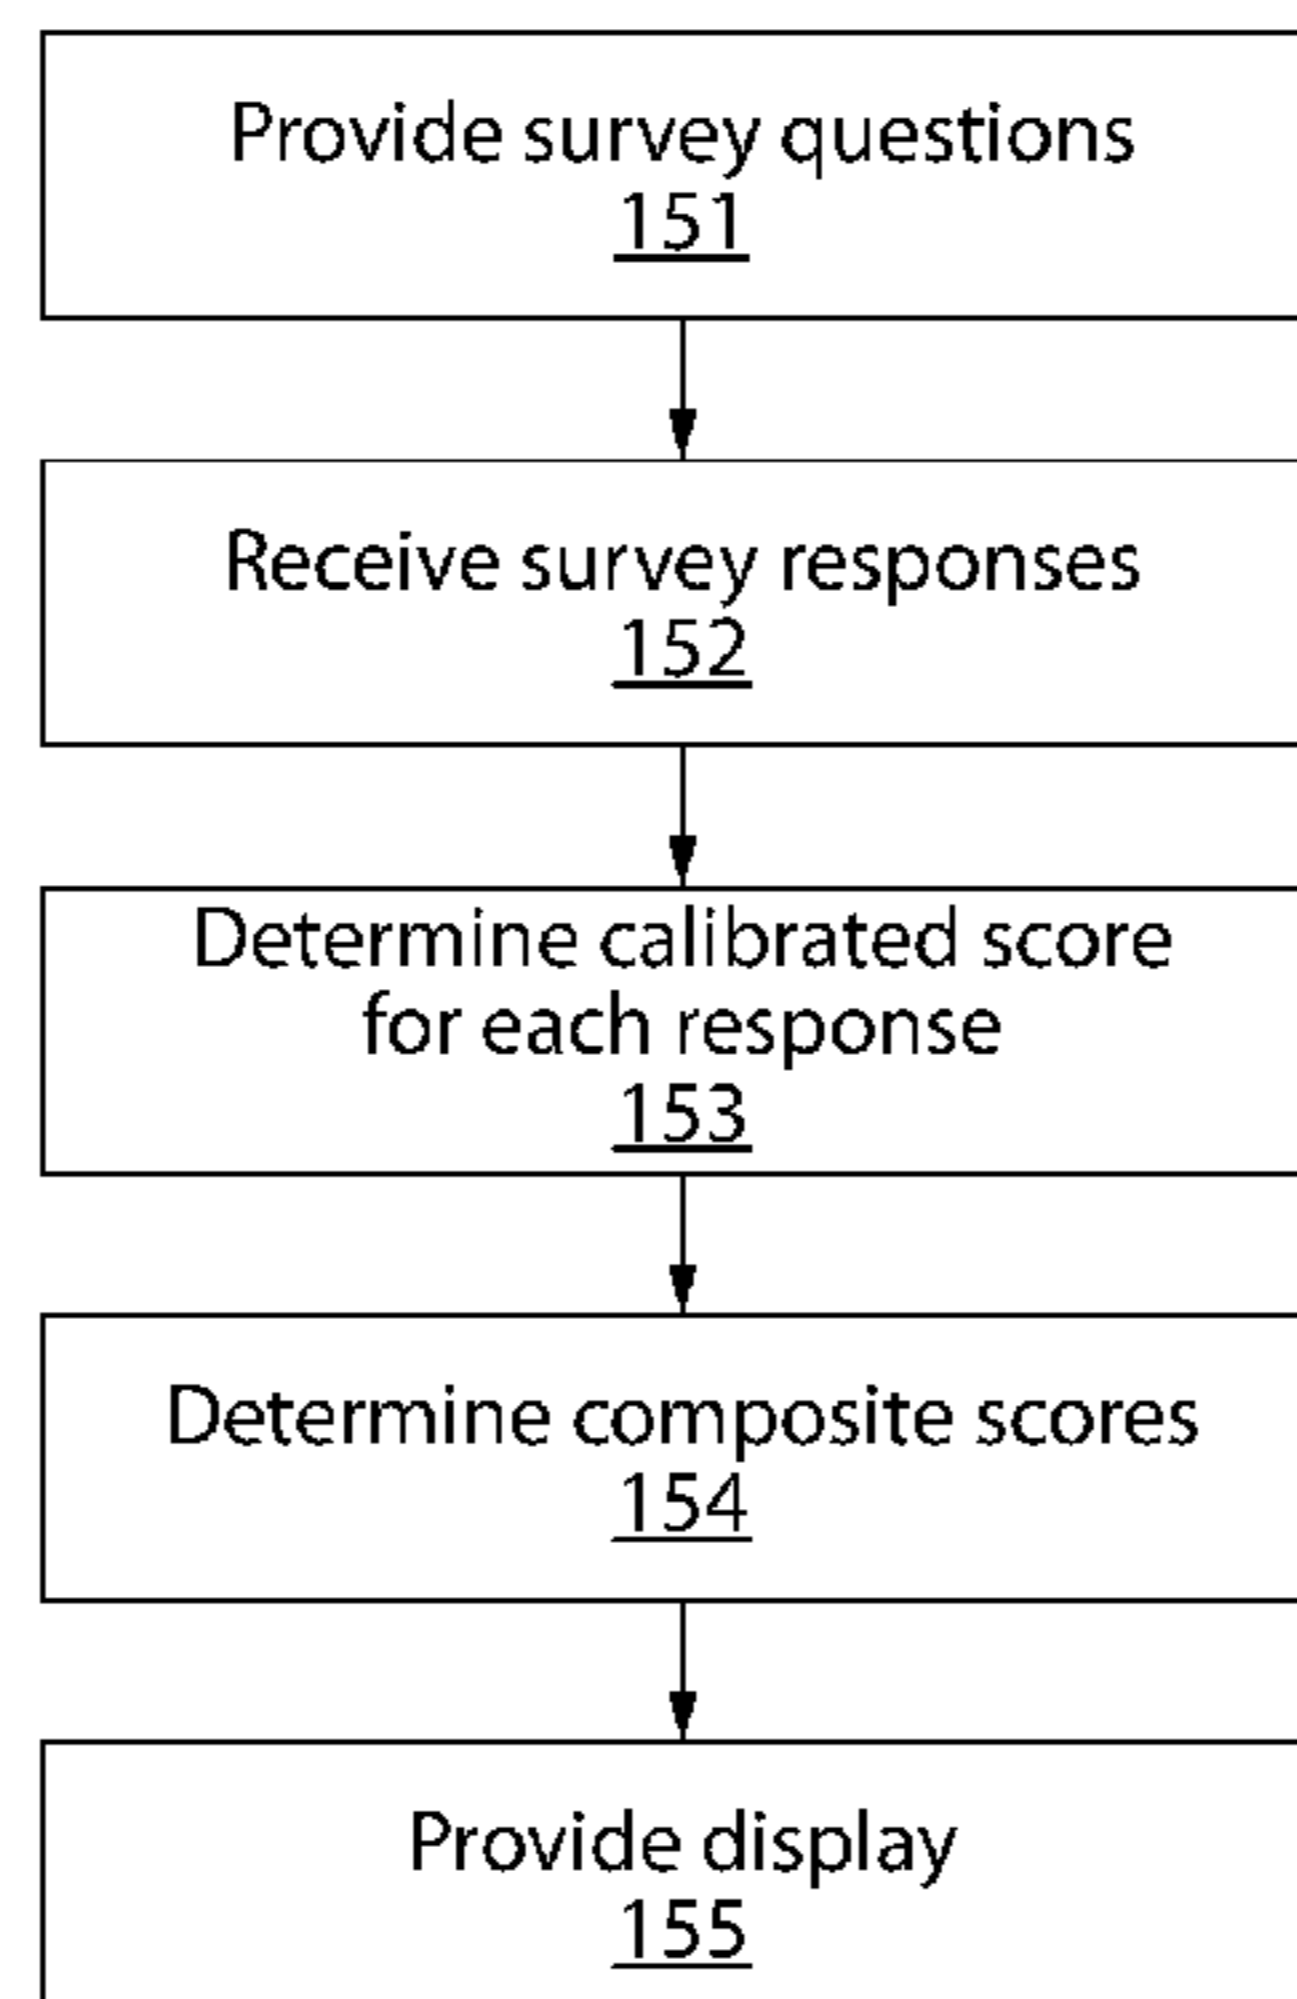 Provide survey questions
151
Receive survey responses
152
Determine calibrated score
for each response
153
Determine composite scores
154
Provide display
155